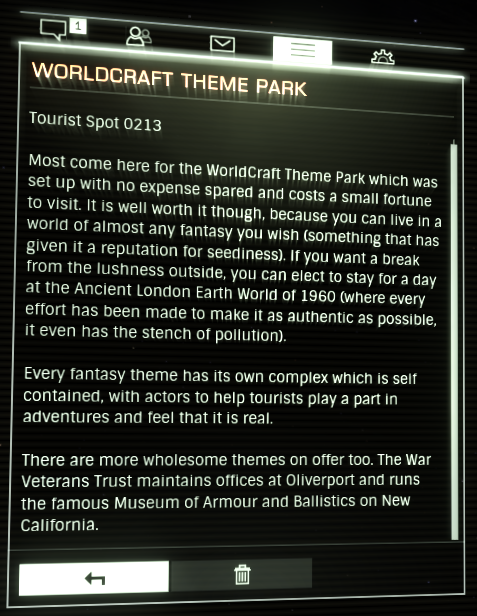 1
WORLDCRAFT THEME PARK
Tourist Spot 0213
Most come here for the WorldCraft Theme Park which was
set up with no expense spared and costs a small fortune
to visit. It is well worth it though, because you can live in a
world of almost any fantasy you wish (something that has
given it a reputation for seediness). If you want a break
from the lushness outside, you can elect to stay for a day
at the Ancient London Earth World of 1960 (where every
effort has been made to make it as authentic as possible,
it even has the stench of pollution).
Every fantasy theme has its own complex which is self
contained, with actors to help tourists play a part in
adventures and feel that it is real.
There are more wholesome themes on offer too. The War
Veterans Trust maintains offices at Oliverport and runs
the famous Museum of Armour and Ballistics on New
California.